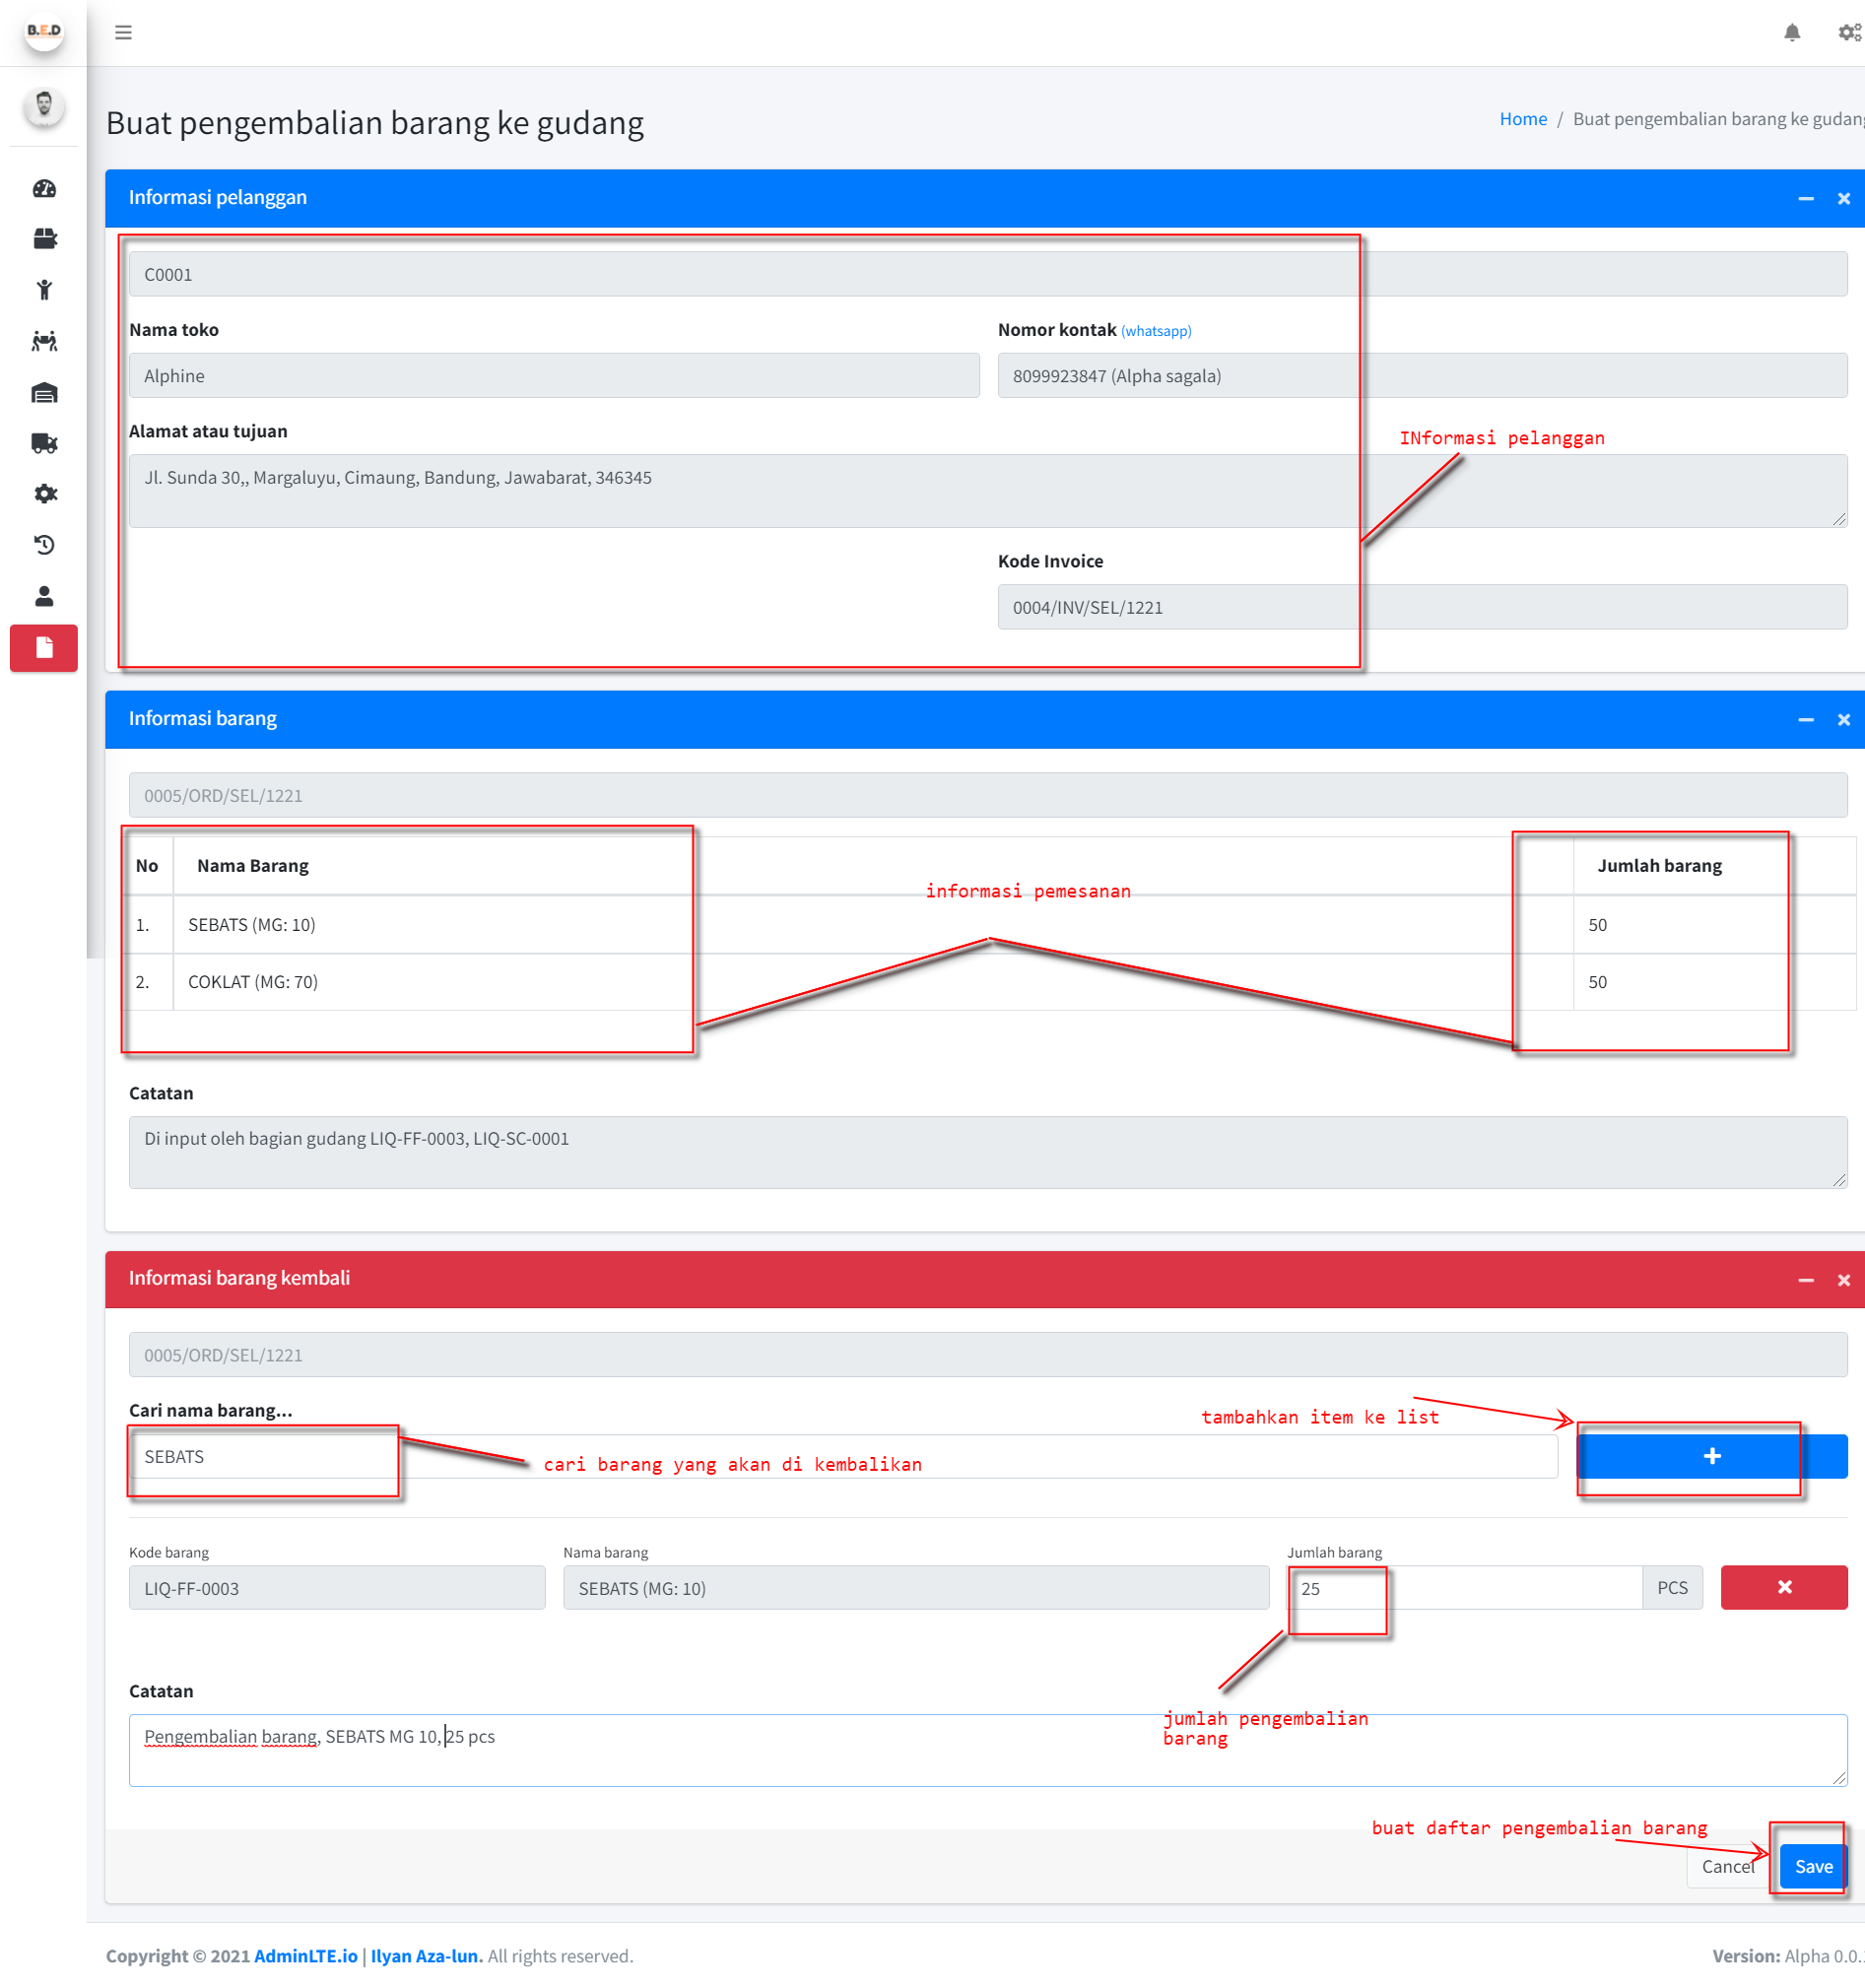 B.E.D
Buat pengembalian barang ke gudang
Home / Buat pengembalian barang ke gudang
Informasi pelanggan
C0001
Nama toko
Nomor kontak (whatsapp)
Alphine
8099923847 (Alpha sagala)
Alamat atau tujuan
INformasi pelanggan
Jl. Sunda 30,, Margaluyu, Cimaung, Bandung, Jawabarat, 346345
Kode Invoice
0004/INV/SEL/1221
Informasi barang
0005/ORD/SEL/1221
No Nama Barang Jumlah barang
informasi pemesanan
1. SEBATS (MG: 10) 50
2. COKLAT (MG: 70) 50
Catatan
Di input oleh bagian gudang LIQ-FF-0003, LIQ-SC-0001
Informasi barang kembali
0005/ORD/SEL/1221
Cari nama barang...
tambahkan item ke list
SEBATS
cari barang yang akan di kembalikan
Kode barang Nama barang Jumlah barang
LIQ-FF-0003 SEBATS (MG: 10) 25 PCS
Catatan
jumlah pengembalian
barang
Pengembalian barang, SEBATS MG 10, 25 pcs
buat daftar pengembalian barang
Cancel Save
Copyright © 2021 AdminLTE.io | Ilyan Aza-lun. All rights reserved.
Version: Alpha 0.0.